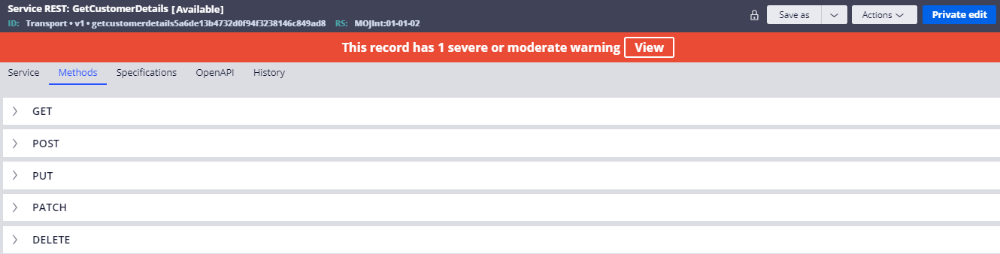 Service REST: GetCustomerDetails [Available]
ID: Transport • v1 • getcustomerdetails5a6de13b4732d0f94f3238146c849ad8 RS: MOJInt:01-01-02
Save as
Actions
Private edit
This record has 1 severe or moderate warning View
Service Methods Specifications OpenAPI History
GET
POST
PUT
PATCH
DELETE